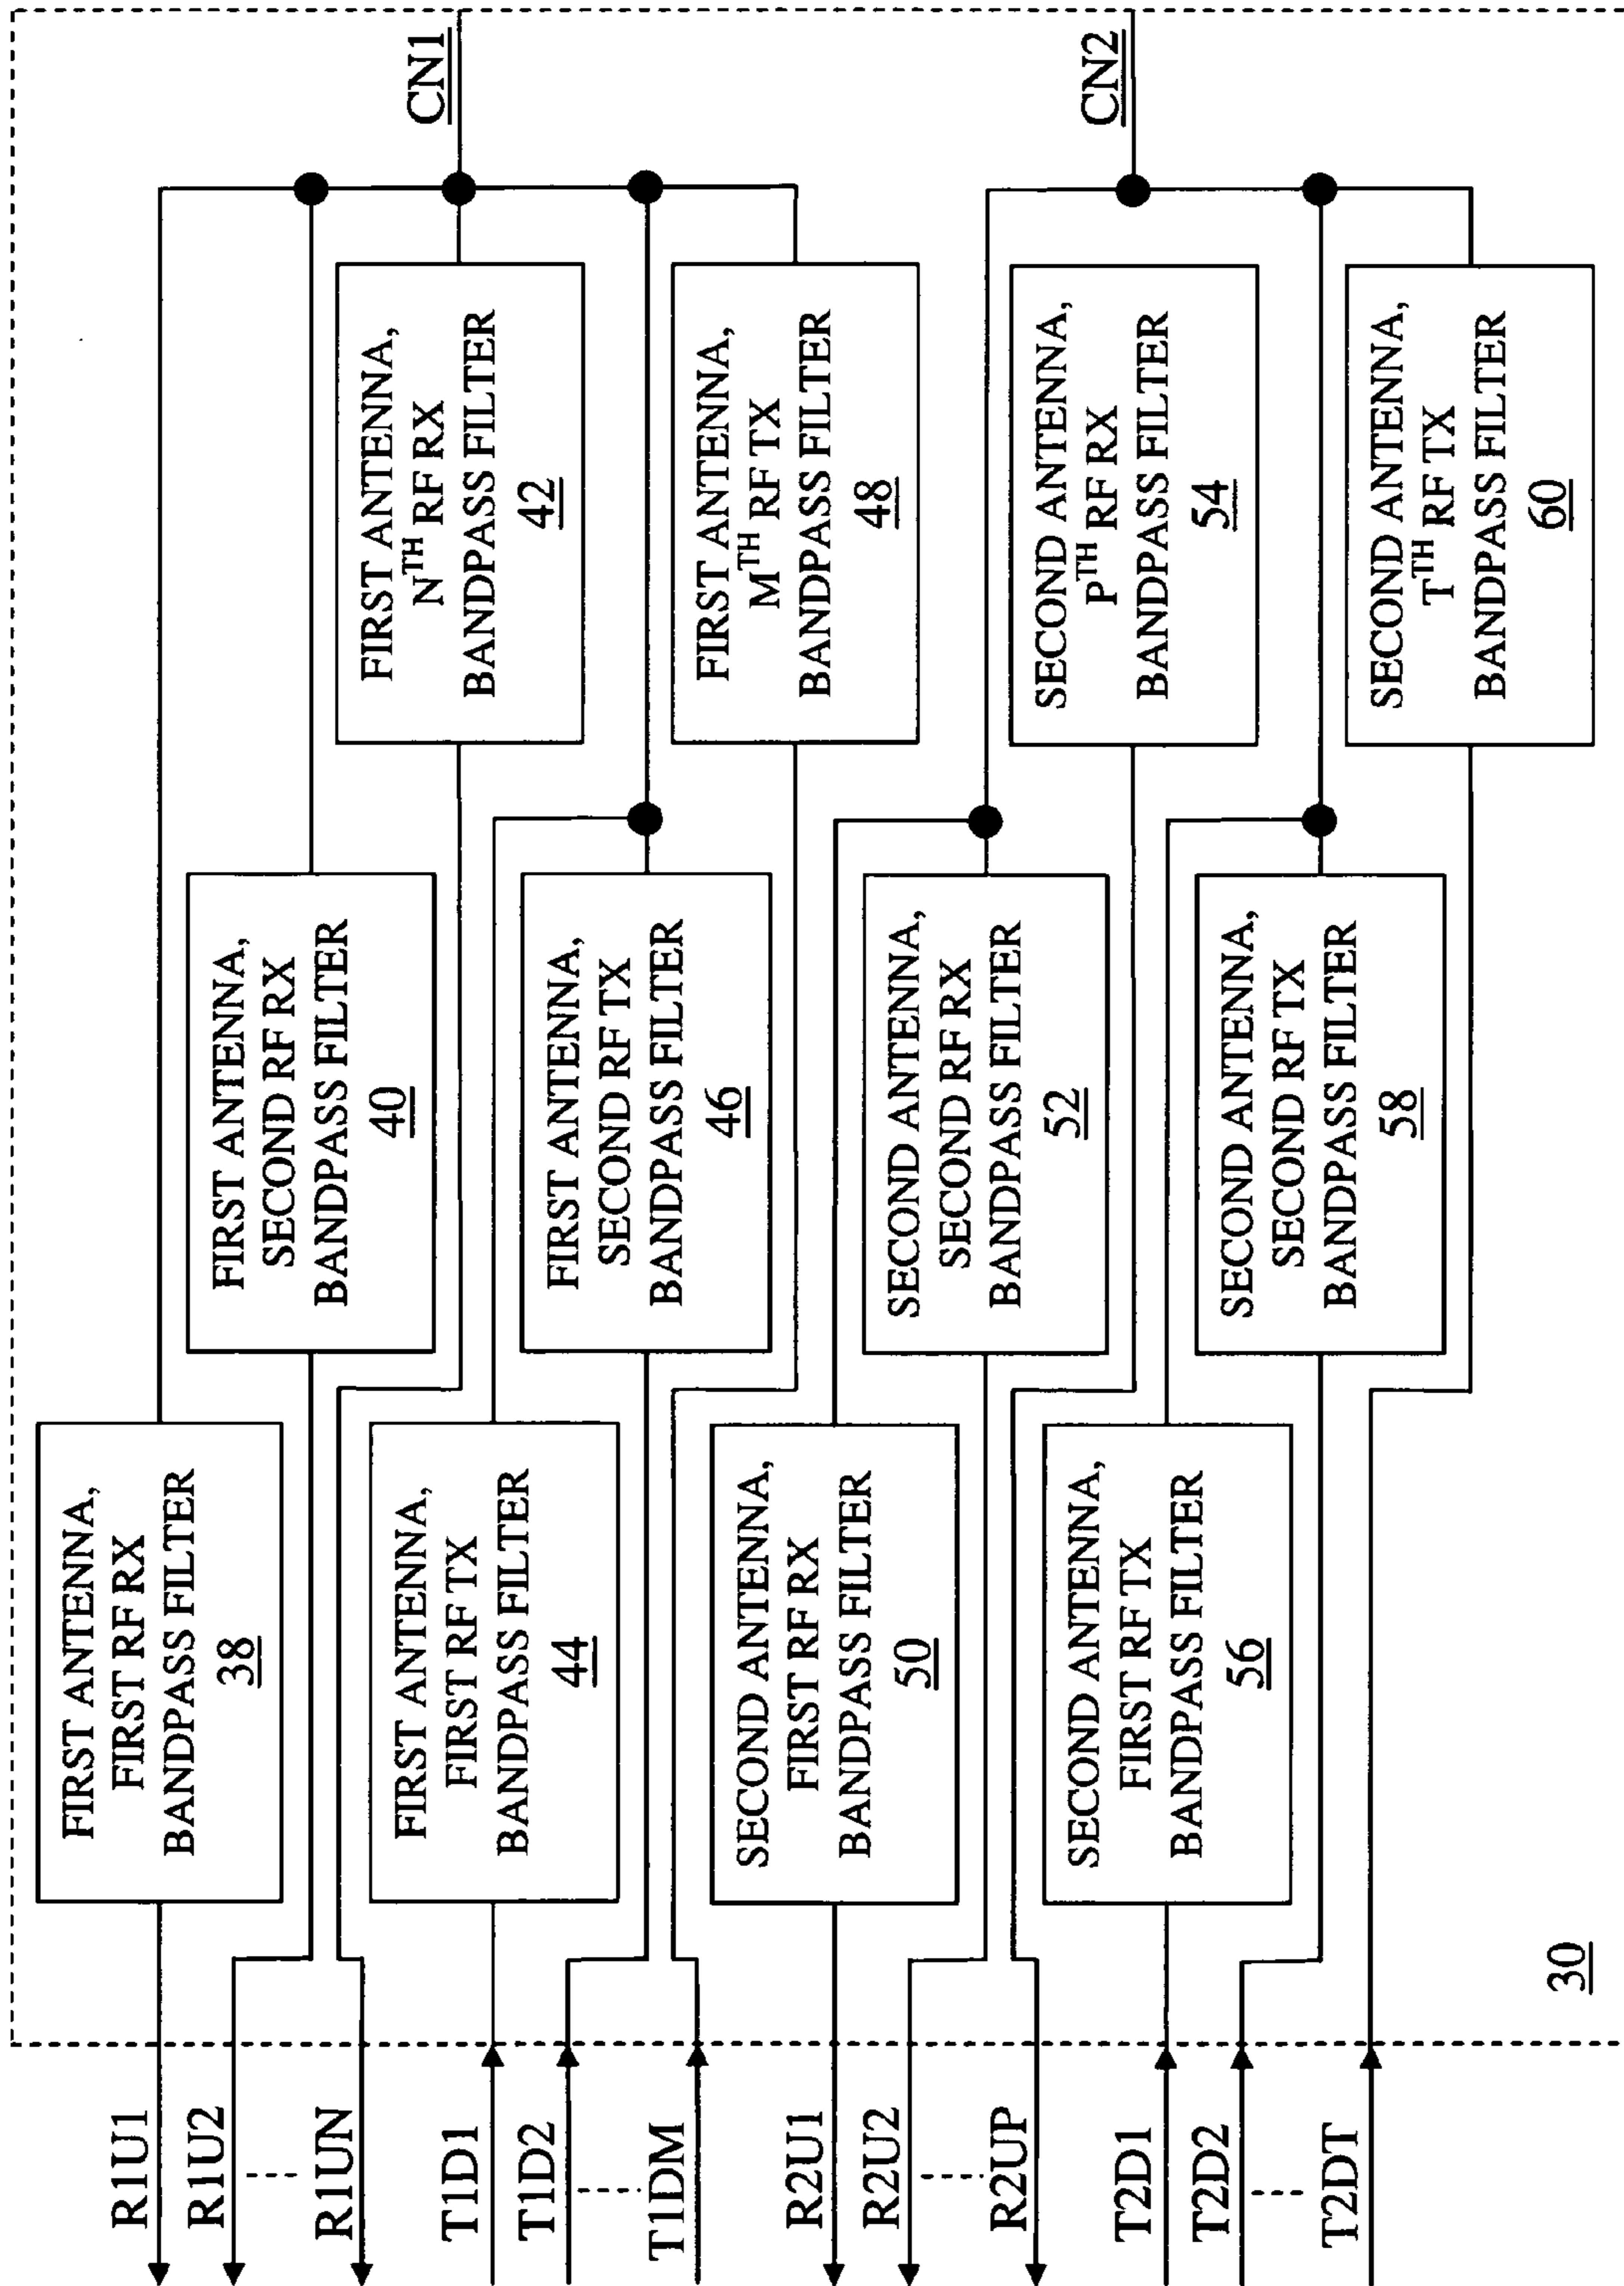 R1U1
R1U2
R1UN
T1D1
T1D2
T1DM
R2U1
R2U2
R2UP
T2D1
T2D2
T2DT
FIRST ANTENNA,
FIRST RF RX
BANDPASS FILTER
38
FIRST ANTENNA,
FIRST RF TX
BANDPASS FILTER
44
SECOND ANTENNA,
FIRST RF RX
BANDPASS FILTER
50
SECOND ANTENNA,
FIRST RF TX
BANDPASS FILTER
56
30
FIRST ANTENNA,
SECOND RF RX
BANDPASS FILTER
40
FIRST ANTENNA,
SECOND RF TX
BANDPASS FILTER
46
SECOND ANTENNA,
SECOND RF RX
BANDPASS FILTER
52
SECOND ANTENNA,
SECOND RF TX
BANDPASS FILTER
58
FIRST ANTENNA,
NTH RF RX
BANDPASS FILTER
42
FIRST ANTENNA,
MTH RF TX
BANDPASS FILTER
48
SECOND ANTENNA,
PTH RF RX
BANDPASS FILTER
54
SECOND ANTENNA,
TTH RF TX
BANDPASS FILTER
60
CN1
CN2